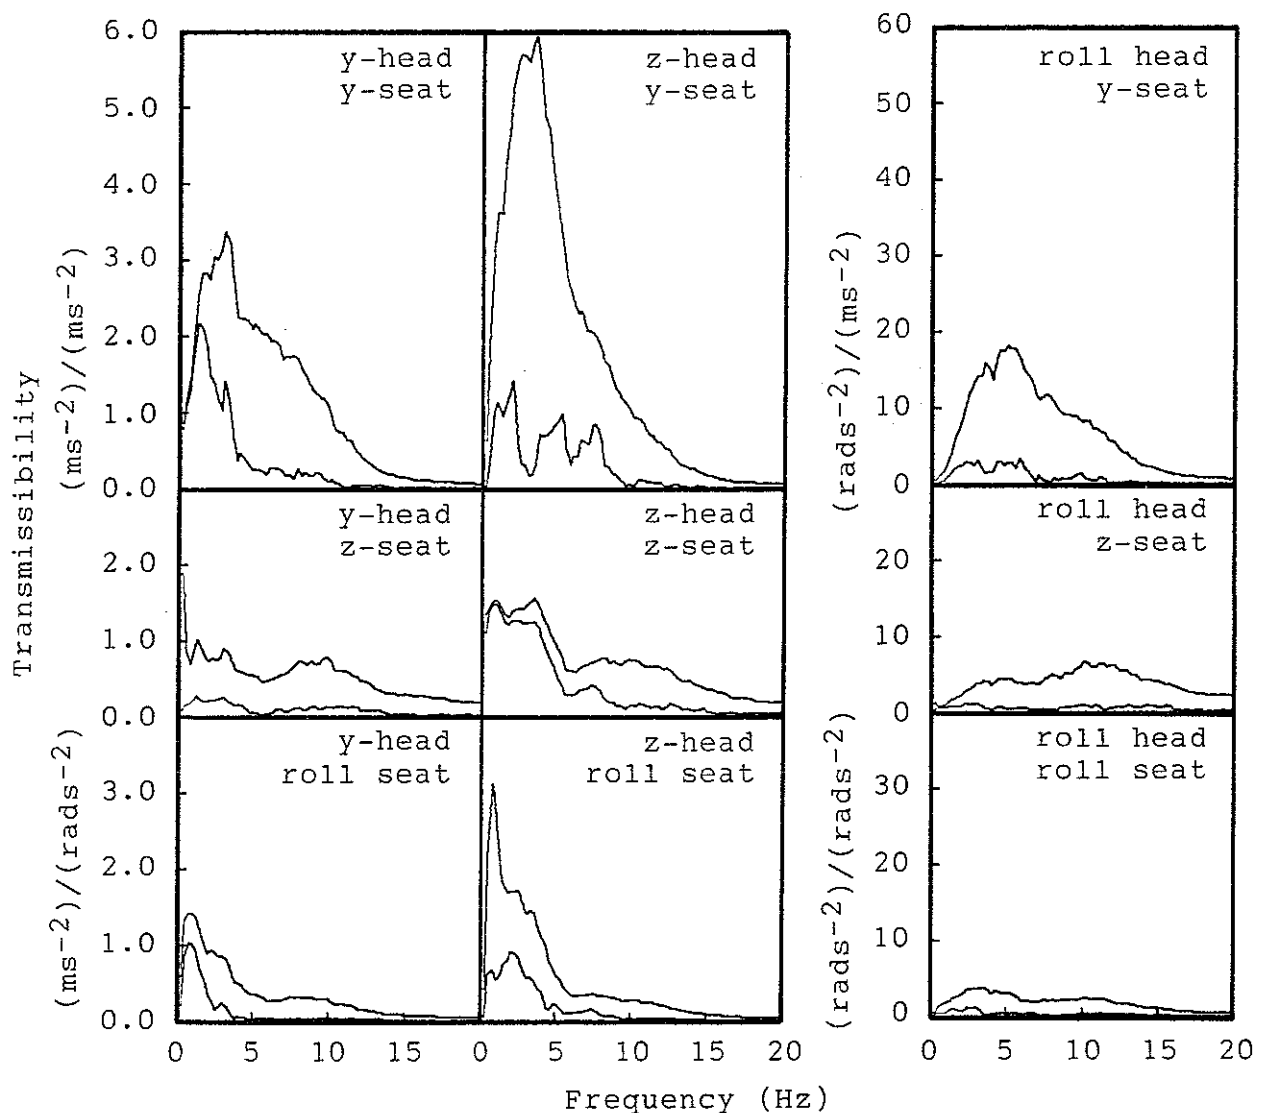 6.0
5.0
4.0
3.0
2.0
1.0
0.0
y-head
y-seat
z-head
y-seat
60
50
40
30
20
10
0
roll head
y-seat
Transmissibility
(ms⁻²)/(ms⁻²)
(rads⁻²)/(ms⁻²)
2.0
1.0
0.0
y-head
z-seat
z-head
z-seat
20
10
0
roll head
z-seat
3.0
2.0
1.0
0.0
y-head
roll seat
z-head
roll seat
30
20
10
0
roll head
roll seat
(ms⁻²)/(rads⁻²)
(rads⁻²)/(rads⁻²)
0 5 10 15 0 5 10 15 20
0 5 10 15 20
Frequency (Hz)